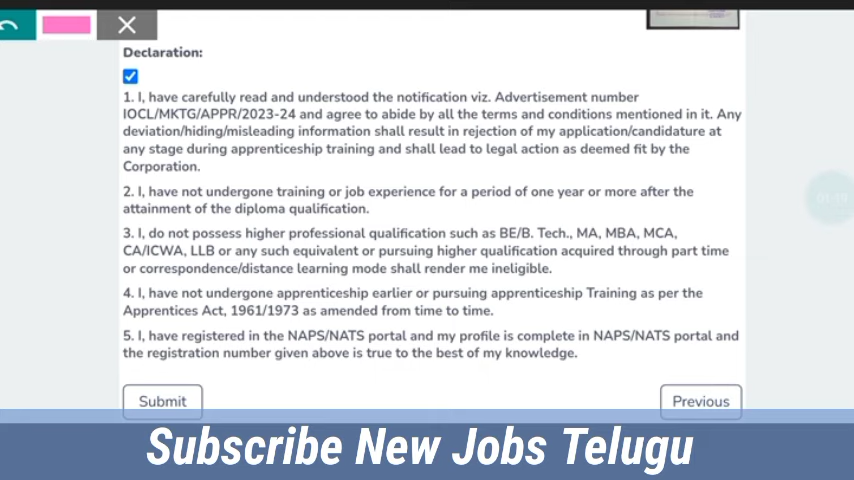 Declaration:
1. I, have carefully read and understood the notification viz. Advertisement number
IOCL/MKTG/APPR/2023-24 and agree to abide by all the terms and conditions mentioned in it. Any
deviation/hiding/misleading information shall result in rejection of my application/candidature at
any stage during apprenticeship training and shall lead to legal action as deemed fit by the
Corporation.
2. I, have not undergone training or job experience for a period of one year or more after the
attainment of the diploma qualification.
3. I, do not possess higher professional qualification such as BE/B. Tech., MA, MBA, MCA,
CA/ICWA, LLB or any such equivalent or pursuing higher qualification acquired through part time
or correspondence/distance learning mode shall render me ineligible.
4. I, have not undergone apprenticeship earlier or pursuing apprenticeship Training as per the
Apprentices Act, 1961/1973 as amended from time to time.
5. I, have registered in the NAPS/NATS portal and my profile is complete in NAPS/NATS portal and
the registration number given above is true to the best of my knowledge.
Submit
Previous
Subscribe New Jobs Telugu